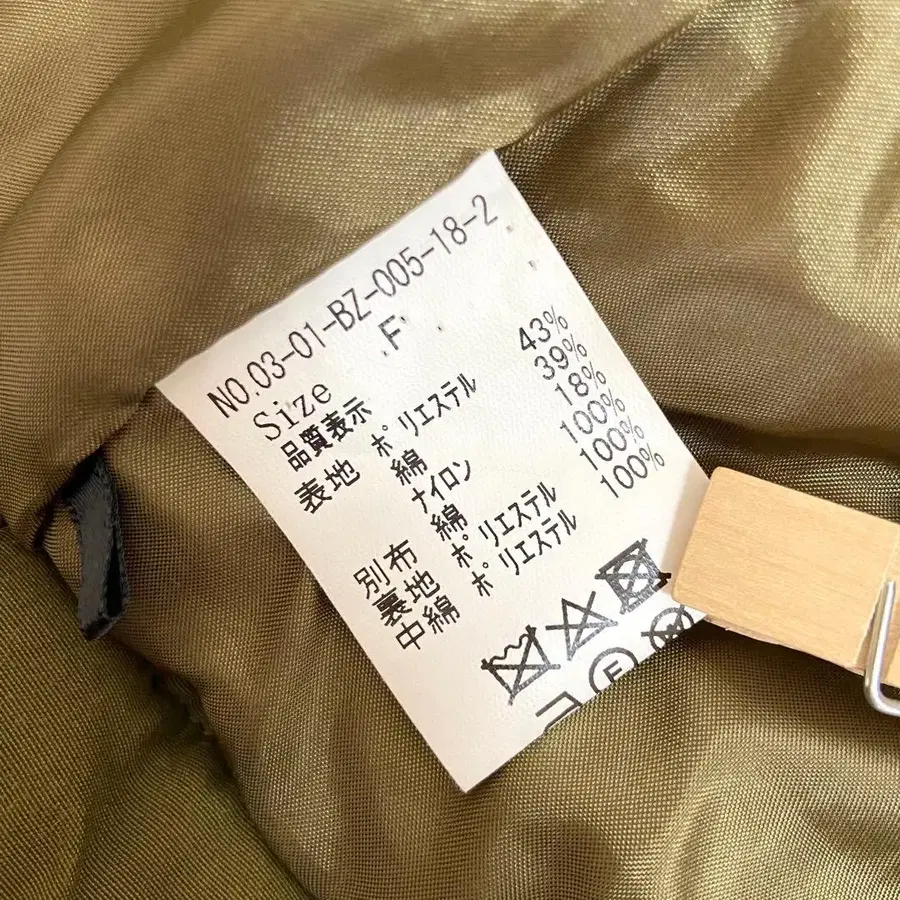 NO.03-01-BZ-005-18-2
Size F
品質表示
表地 ポリエステル 43%
綿 39%
ナイロン 18%
別布 綿 100%
裏地 ポリエステル 100%
中綿 ポリエステル 100%
F
W